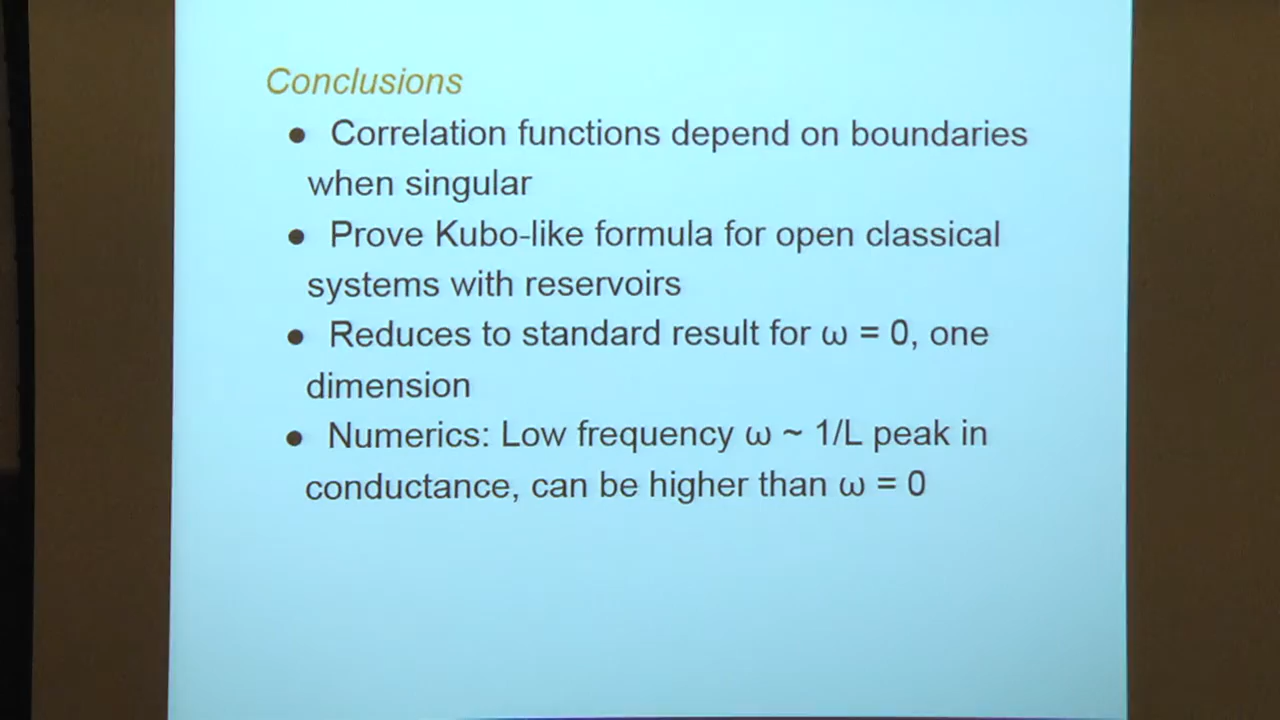 Conclusions
● Correlation functions depend on boundaries
when singular
● Prove Kubo-like formula for open classical
systems with reservoirs
● Reduces to standard result for ω = 0, one
dimension
● Numerics: Low frequency ω ~ 1/L peak in
conductance, can be higher than ω = 0